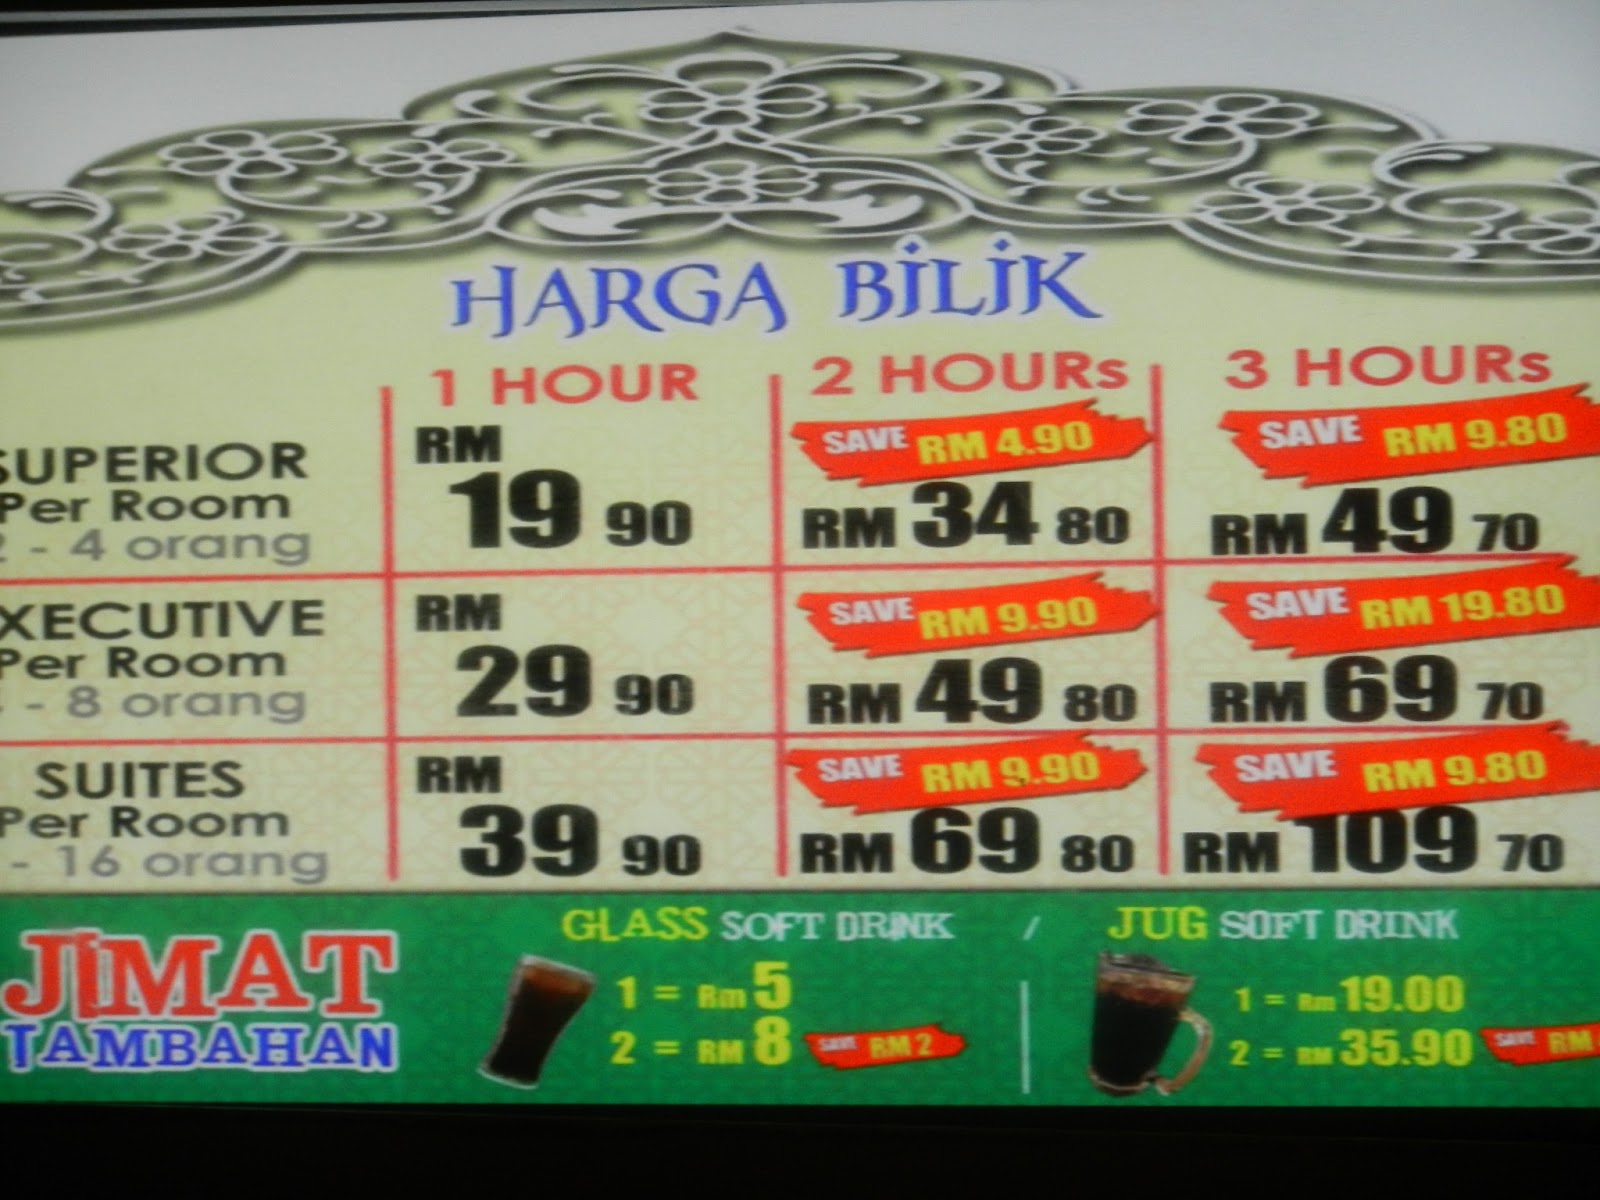 HARGA BILIK
1 HOUR 2 HOURs 3 HOURs
SUPERIOR
Per Room
2 - 4 orang
RM 19 90
SAVE RM 4.90
RM 34 80
SAVE RM 9.80
RM 49 70
XECUTIVE
Per Room
- 8 orang
RM 29 90
SAVE RM 9.90
RM 49 80
SAVE RM 19.80
RM 69 70
SUITES
Per Room
- 16 orang
RM 39 90
SAVE RM 9.90
RM 69 80
SAVE RM 9.80
RM 109 70
JIMAT
TAMBAHAN
GLASS SOFT DRINK / JUG SOFT DRINK
1 = Rm 5
2 = RM 8 SAVE RM 2
1 = Rm 19.00
2 = RM 35.90 SAVE RM